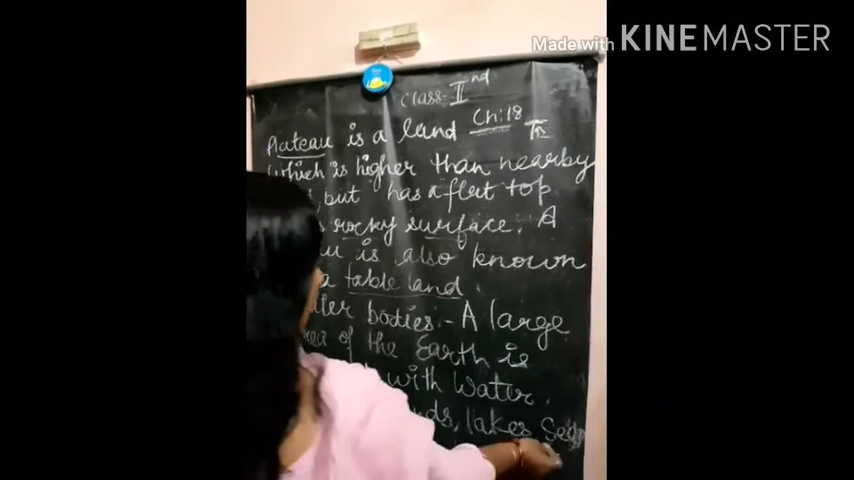 Made with KINEMASTER
Class-IInd
Ch:18
Plateau is a land
which is higher than nearby
but has a flat top
rocky surface. A
is also known
a table land.
bodies:- A large
of the Earth is
with Water.
lakes